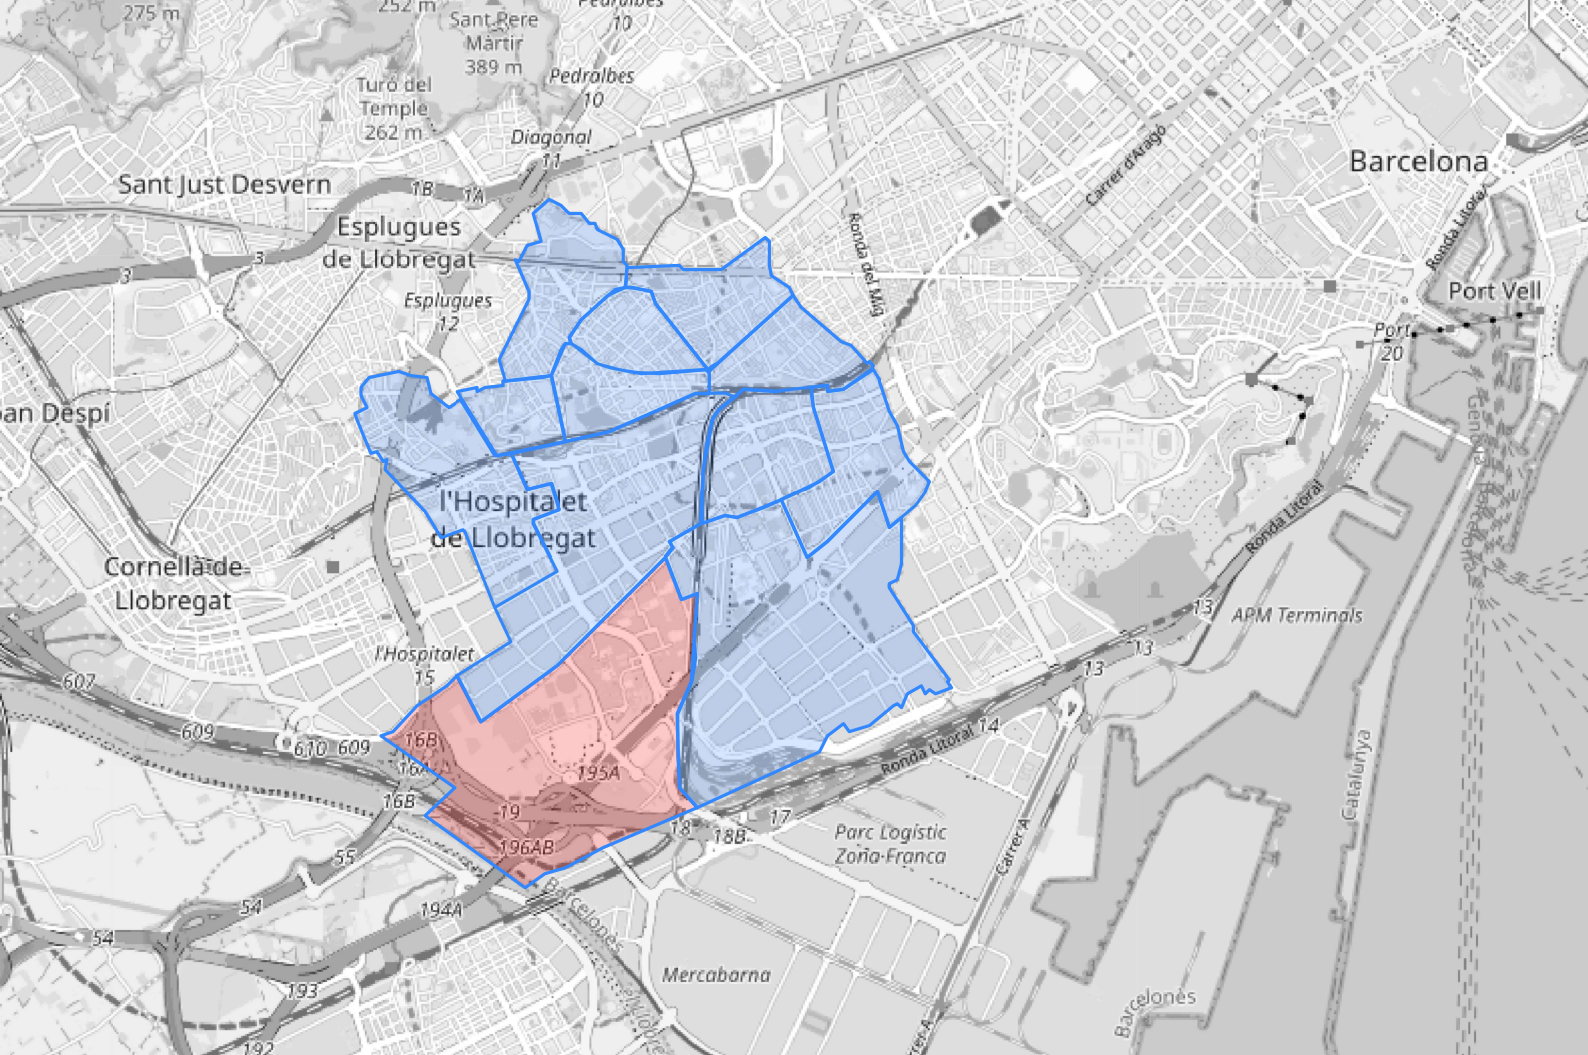 275 m
252 m
Pedralbes
10
Sant Pere
Màrtir
389 m
Turó del
Temple
262 m
Pedralbes
10
Diagonal
11
Carrer d'Aragó
Barcelona
Sant Just Desvern
1B
1A
Esplugues
de Llobregat
3
3
Ronda del Mig
Ronda Litoral
Port Vell
Esplugues
12
Port
20
an Despí
l'Hospitalet
de Llobregat
Cornellà de
Llobregat
Ronda Litoral
13
APM Terminals
l'Hospitalet
15
13
13
607
609
610
609
16B
16A
16B
195A
14
Ronda Litoral
Catalunya
19
18
18B
17
Parc Logístic
Zona Franca
196AB
55
Carrer A
54
194A
Barcelonès
54
Mercabarna
193
Barcelonès
192
rrer A